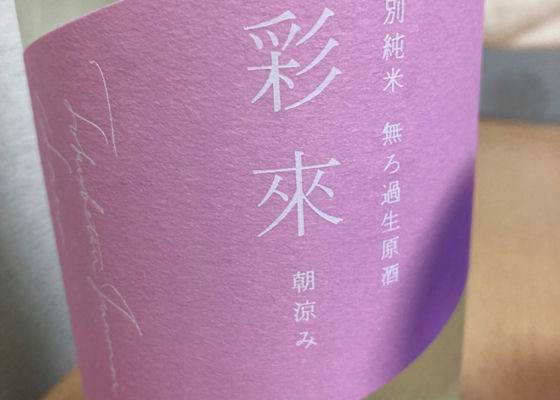 別純米 無ろ過生原酒
彩來
朝涼み